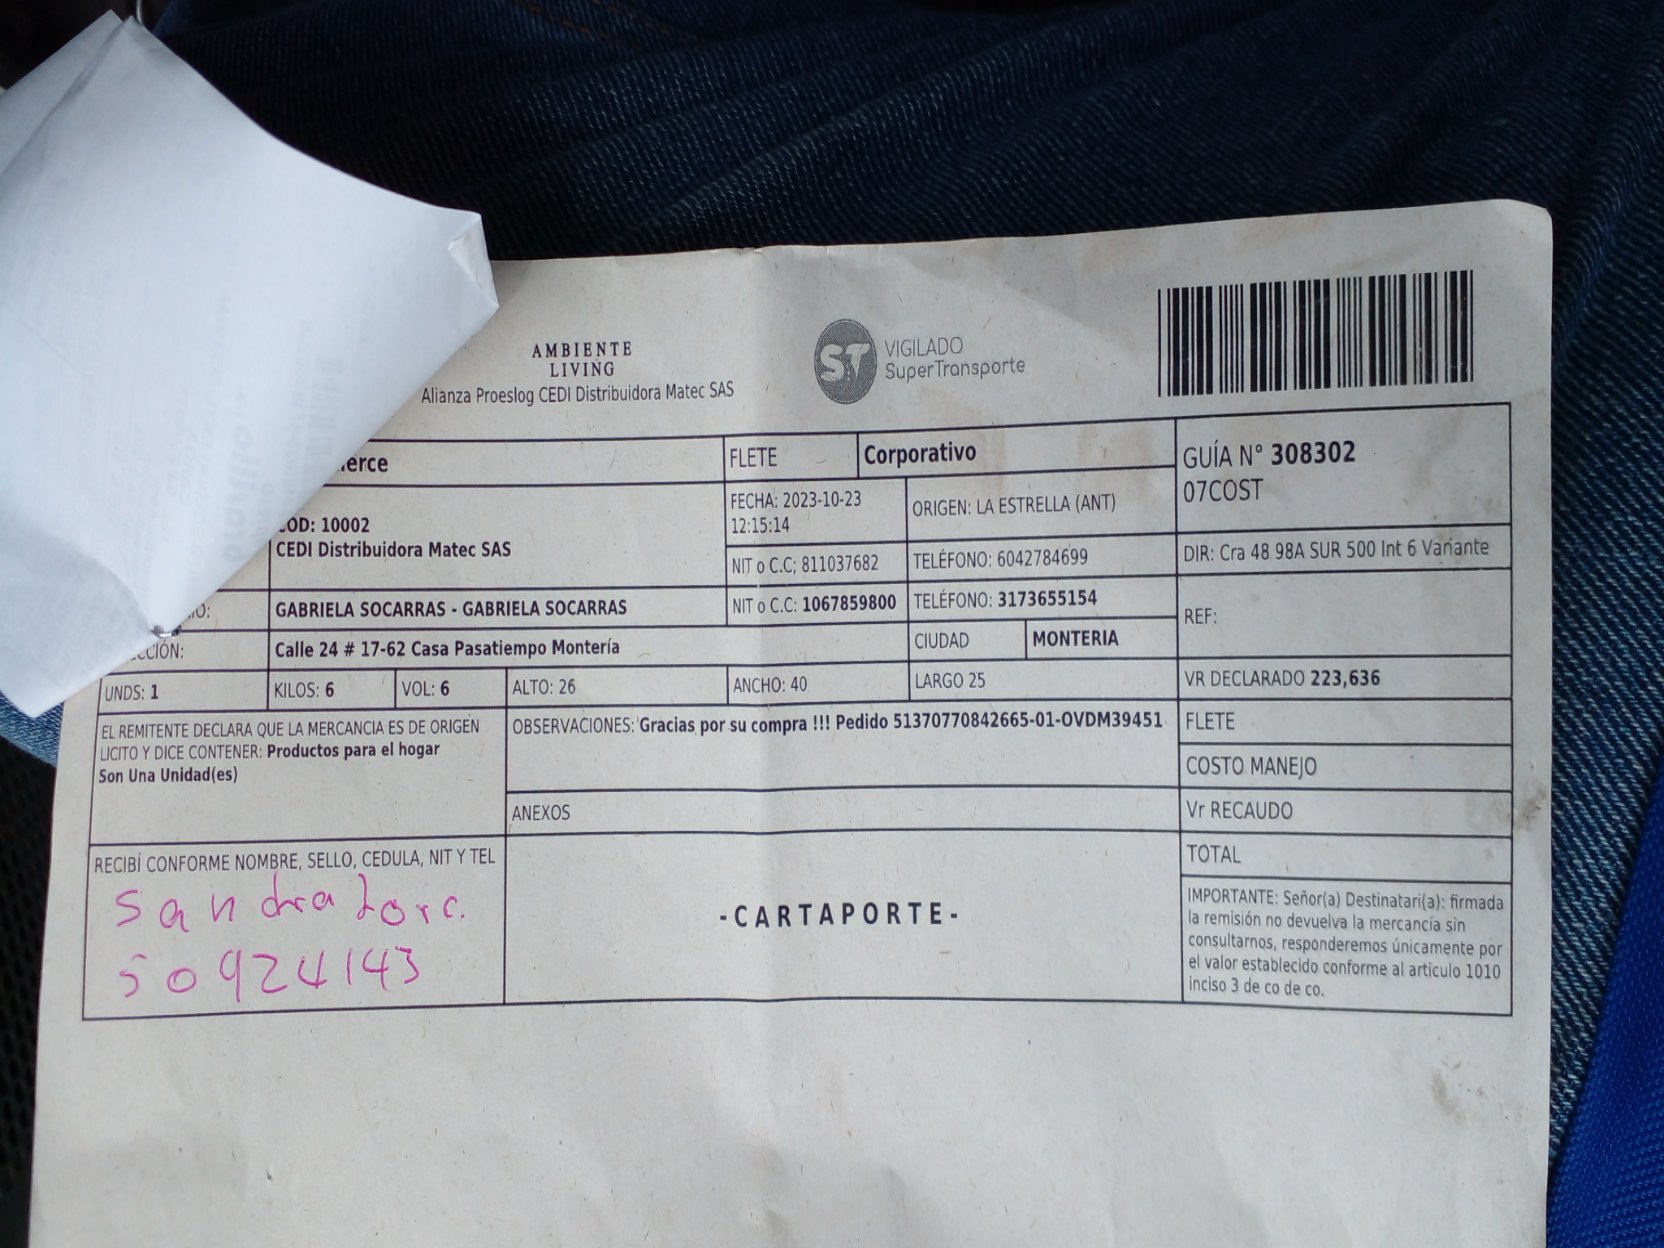 AMBIENTE
LIVING
Alianza Proeslog CEDI Distribuidora Matec SAS
ST VIGILADO
SuperTransporte
erce
FLETE
Corporativo
GUÍA N° 308302
07COST
COD: 10002
CEDI Distribuidora Matec SAS
FECHA: 2023-10-23
12:15:14
ORIGEN: LA ESTRELLA (ANT)
NIT o C.C; 811037682
TELÉFONO: 6042784699
DIR: Cra 48 98A SUR 500 Int 6 Variante
IO:
GABRIELA SOCARRAS - GABRIELA SOCARRAS
NIT o C.C: 1067859800
TELÉFONO: 3173655154
REF:
CCIÓN:
Calle 24 # 17-62 Casa Pasatiempo Montería
CIUDAD
MONTERIA
UNDS: 1
KILOS: 6
VOL: 6
ALTO: 26
ANCHO: 40
LARGO 25
VR DECLARADO 223,636
EL REMITENTE DECLARA QUE LA MERCANCIA ES DE ORIGEN
LICITO Y DICE CONTENER: Productos para el hogar
Son Una Unidad(es)
OBSERVACIONES: Gracias por su compra !!! Pedido 51370770842665-01-OVDM39451
FLETE
COSTO MANEJO
ANEXOS
Vr RECAUDO
TOTAL
RECIBÍ CONFORME NOMBRE, SELLO, CEDULA, NIT Y TEL
Sandra
50924143
-CARTAPORTE-
IMPORTANTE: Señor(a) Destinatari(a): firmada
la remisión no devuelva la mercancía sin
consultarnos, responderemos únicamente por
el valor establecido conforme al articulo 1010
inciso 3 de co de co.